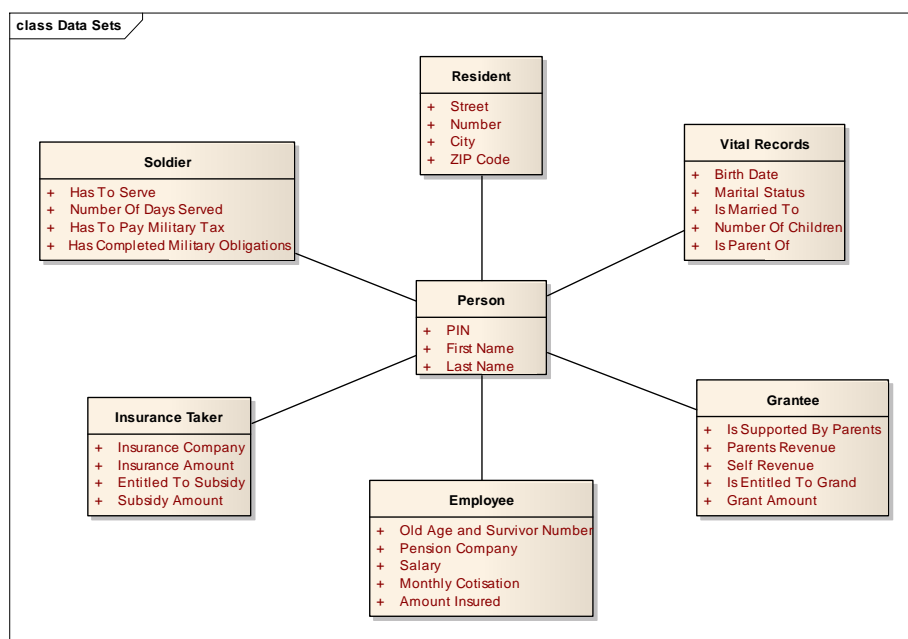 class Data Sets
Resident
+ Street
+ Number
+ City
+ ZIP Code
Soldier
+ Has To Serve
+ Number Of Days Served
+ Has To Pay Military Tax
+ Has Completed Military Obligations
Vital Records
+ Birth Date
+ Marital Status
+ Is Married To
+ Number Of Children
+ Is Parent Of
Person
+ PIN
+ First Name
+ Last Name
Insurance Taker
+ Insurance Company
+ Insurance Amount
+ Entitled To Subsidy
+ Subsidy Amount
Grantee
+ Is Supported By Parents
+ Parents Revenue
+ Self Revenue
+ Is Entitled To Grand
+ Grant Amount
Employee
+ Old Age and Survivor Number
+ Pension Company
+ Salary
+ Monthly Cotisation
+ Amount Insured